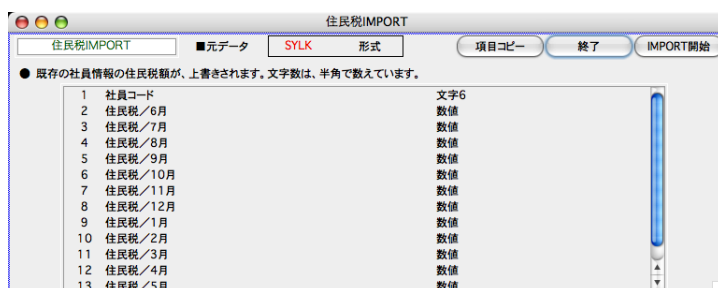 住民税IMPORT
住民税IMPORT ■元データ SYLK 形式 項目コピー 終了 IMPORT開始
● 既存の社員情報の住民税額が、上書きされます。文字数は、半角で数えています。
1 社員コード 文字6
2 住民税／6月 数値
3 住民税／7月 数値
4 住民税／8月 数値
5 住民税／9月 数値
6 住民税／10月 数値
7 住民税／11月 数値
8 住民税／12月 数値
9 住民税／1月 数値
10 住民税／2月 数値
11 住民税／3月 数値
12 住民税／4月 数値
13 住民税／5月 数値